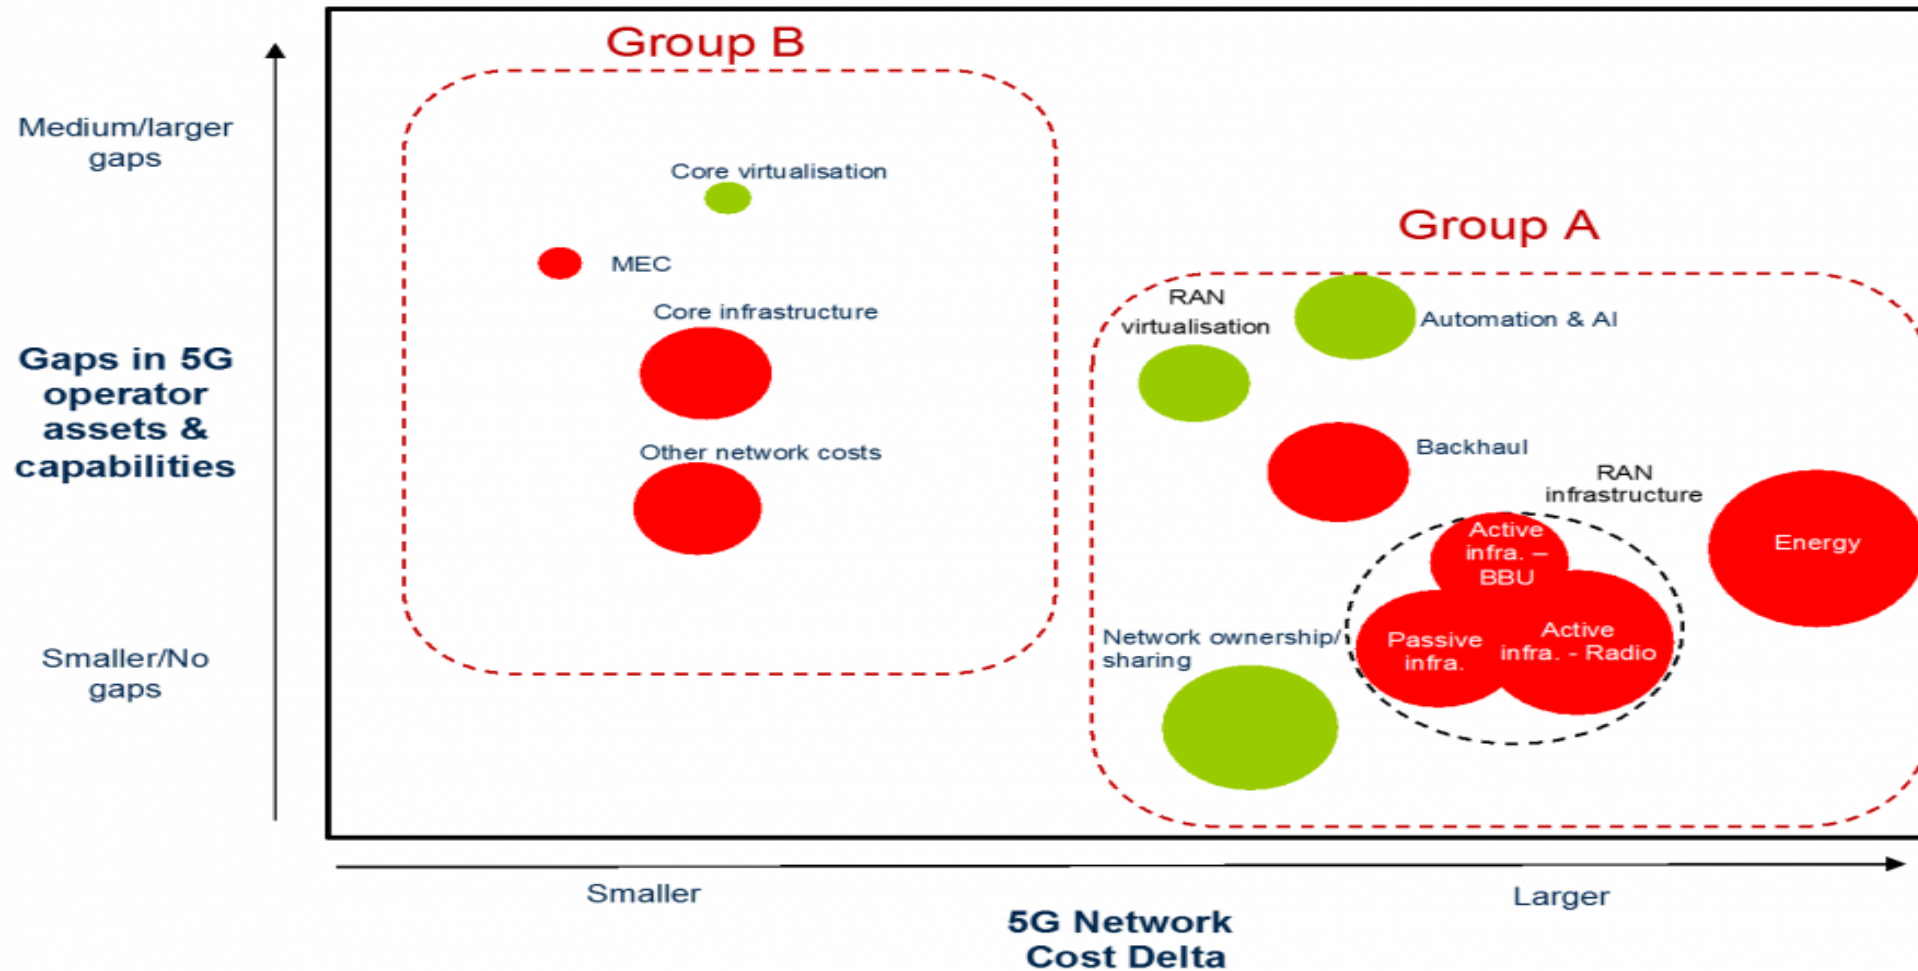 Group B
Medium/larger
gaps
Core virtualisation
MEC
Core infrastructure
Other network costs
Group A
RAN
virtualisation
Automation & AI
Backhaul
RAN
infrastructure
Active
infra. –
BBU
Energy
Passive
infra.
Active
infra. - Radio
Network ownership/
sharing
Gaps in 5G
operator
assets &
capabilities
Smaller/No
gaps
Smaller
Larger
5G Network
Cost Delta